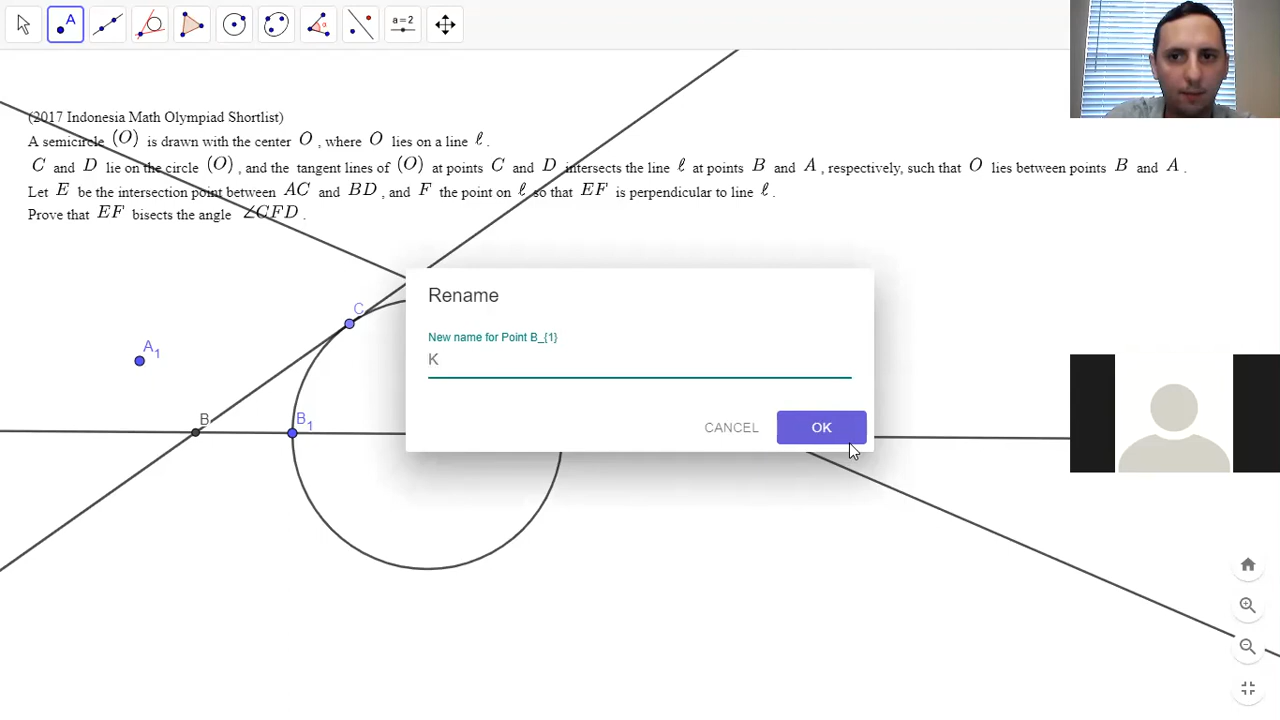 A
a=2
(2017 Indonesia Math Olympiad Shortlist)
A semicircle (O) is drawn with the center O , where O lies on a line ℓ .
C and D lie on the circle (O) , and the tangent lines of (O) at points C and D intersects the line ℓ at points B and A , respectively, such that O lies between points B and A .
Let E be the intersection point between AC and BD , and F the point on ℓ so that EF is perpendicular to line ℓ .
Prove that EF bisects the angle ∠CFD .
Rename
C
New name for Point B_{1}
A₁
K
B
B₁
CANCEL
OK